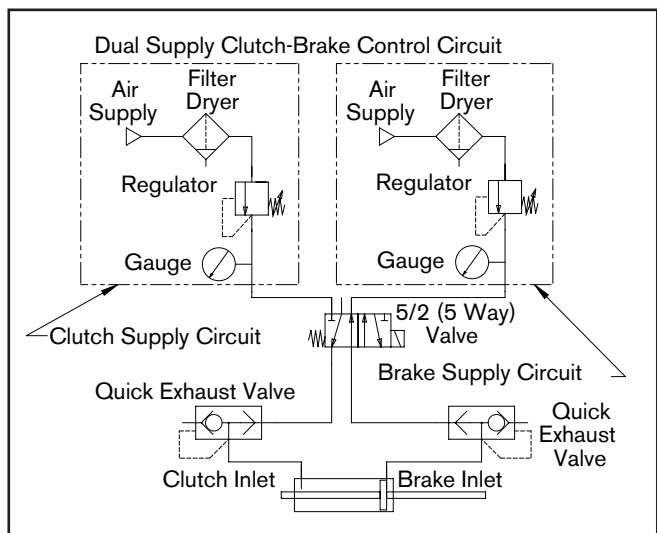 Dual Supply Clutch-Brake Control Circuit
Air
Supply
Filter
Dryer
Regulator
Gauge
Air
Supply
Filter
Dryer
Regulator
Gauge
Clutch Supply Circuit
5/2 (5 Way)
Valve
Brake Supply Circuit
Quick Exhaust Valve
Quick
Exhaust
Valve
Clutch Inlet
Brake Inlet